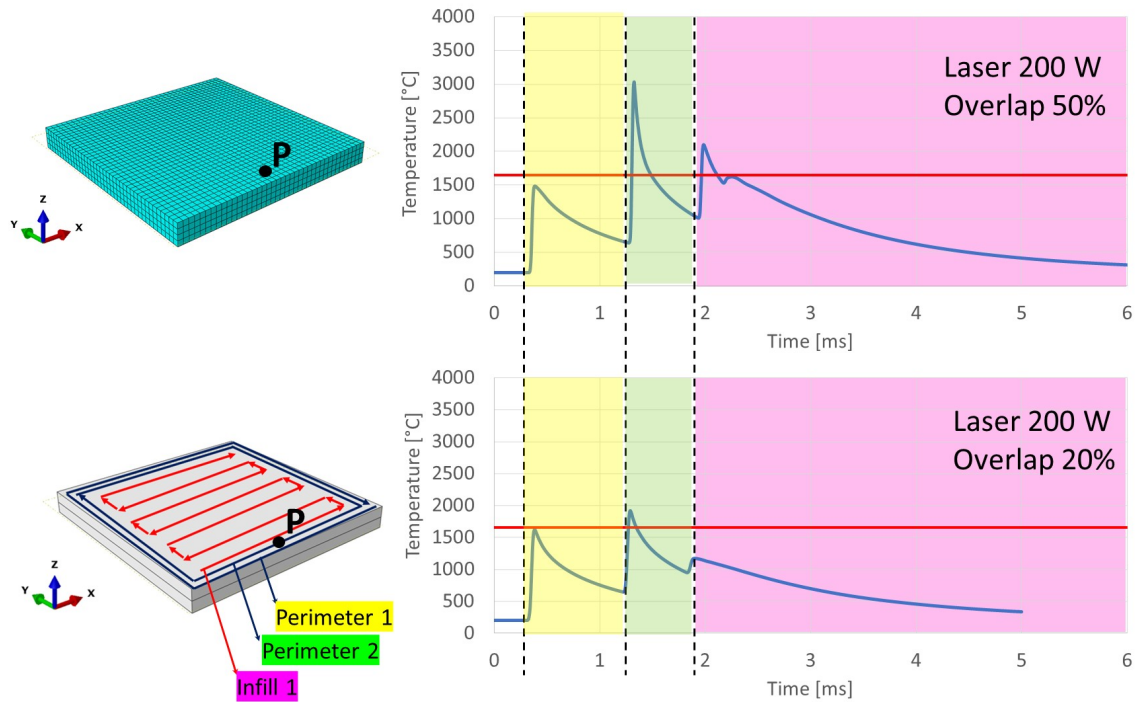 P
Z
Y
X
Temperature [°C]
4000
3500
3000
2500
2000
1500
1000
500
0
Laser 200 W
Overlap 50%
0 1 2 3 4 5 6
Time [ms]
P
Z
Y
X
Perimeter 1
Perimeter 2
Infill 1
Temperature [°C]
4000
3500
3000
2500
2000
1500
1000
500
0
Laser 200 W
Overlap 20%
0 1 2 3 4 5 6
Time [ms]